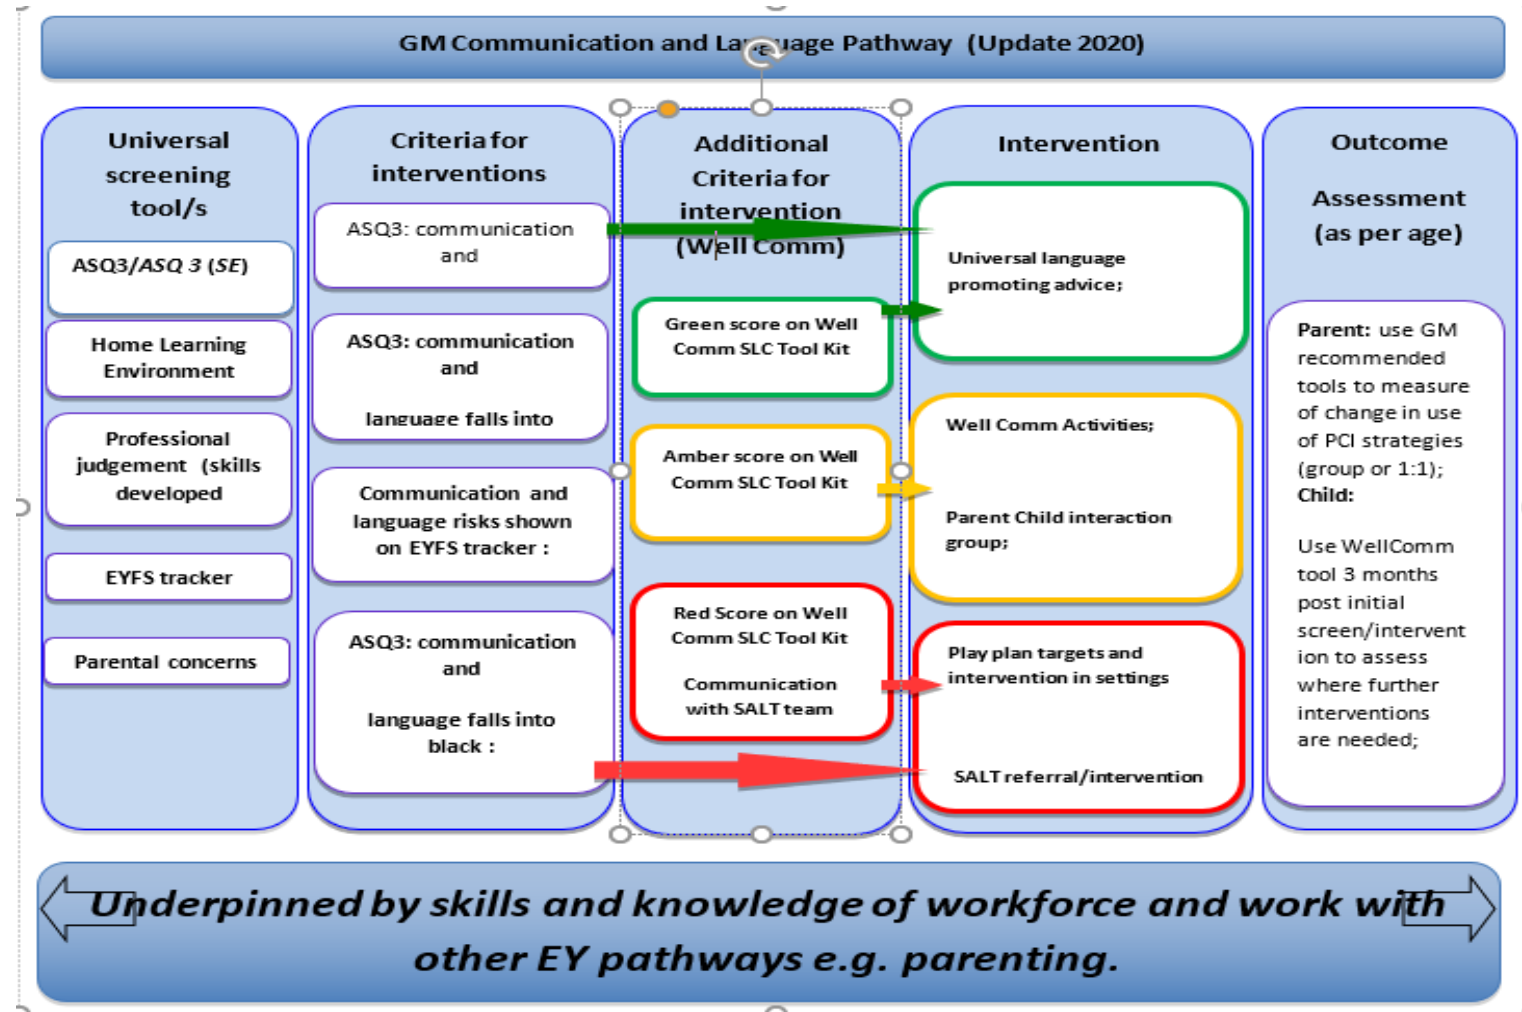 GM Communication and Language Pathway (Update 2020)
Universal
screening
tool/s
ASQ3/ASQ 3 (SE)
Home Learning
Environment
Professional
judgement (skills
developed
EYFS tracker
Parental concerns
Criteria for
interventions
ASQ3: communication
and
ASQ3: communication
and
language falls into
Communication and
language risks shown
on EYFS tracker :
ASQ3: communication
and
language falls into
black :
Additional
Criteria for
intervention
(Well Comm)
Green score on Well
Comm SLC Tool Kit
Amber score on Well
Comm SLC Tool Kit
Red Score on Well
Comm SLC Tool Kit
Communication
with SALT team
Intervention
Universal language
promoting advice;
Well Comm Activities;
Parent Child interaction
group;
Play plan targets and
intervention in settings
SALT referral/intervention
Outcome
Assessment
(as per age)
Parent: use GM
recommended
tools to measure
of change in use
of PCI strategies
(group or 1:1);
Child:
Use WellComm
tool 3 months
post initial
screen/intervent
ion to assess
where further
interventions
are needed;
Underpinned by skills and knowledge of workforce and work with
other EY pathways e.g. parenting.